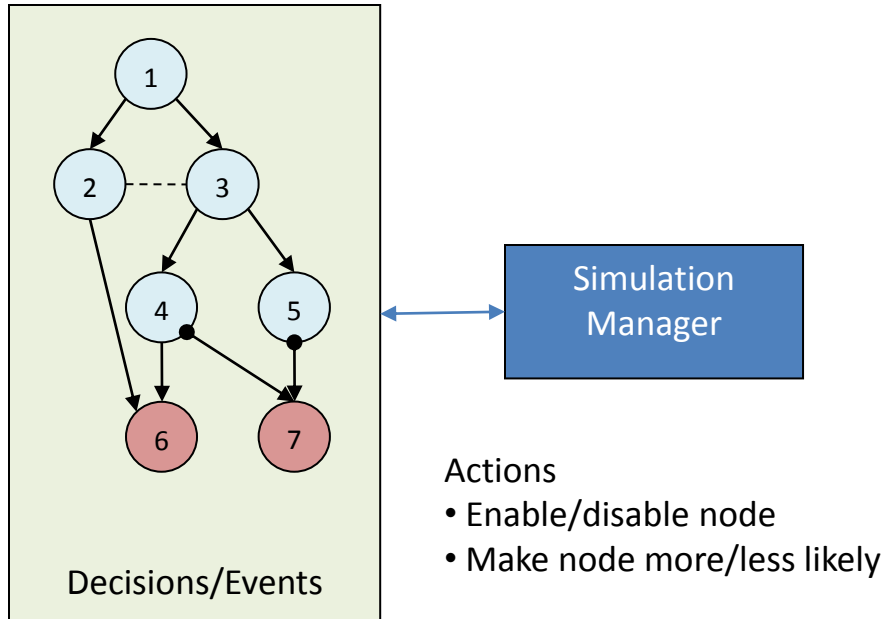 1
2
3
4
5
6
7
Decisions/Events
Simulation
Manager
Actions
• Enable/disable node
• Make node more/less likely